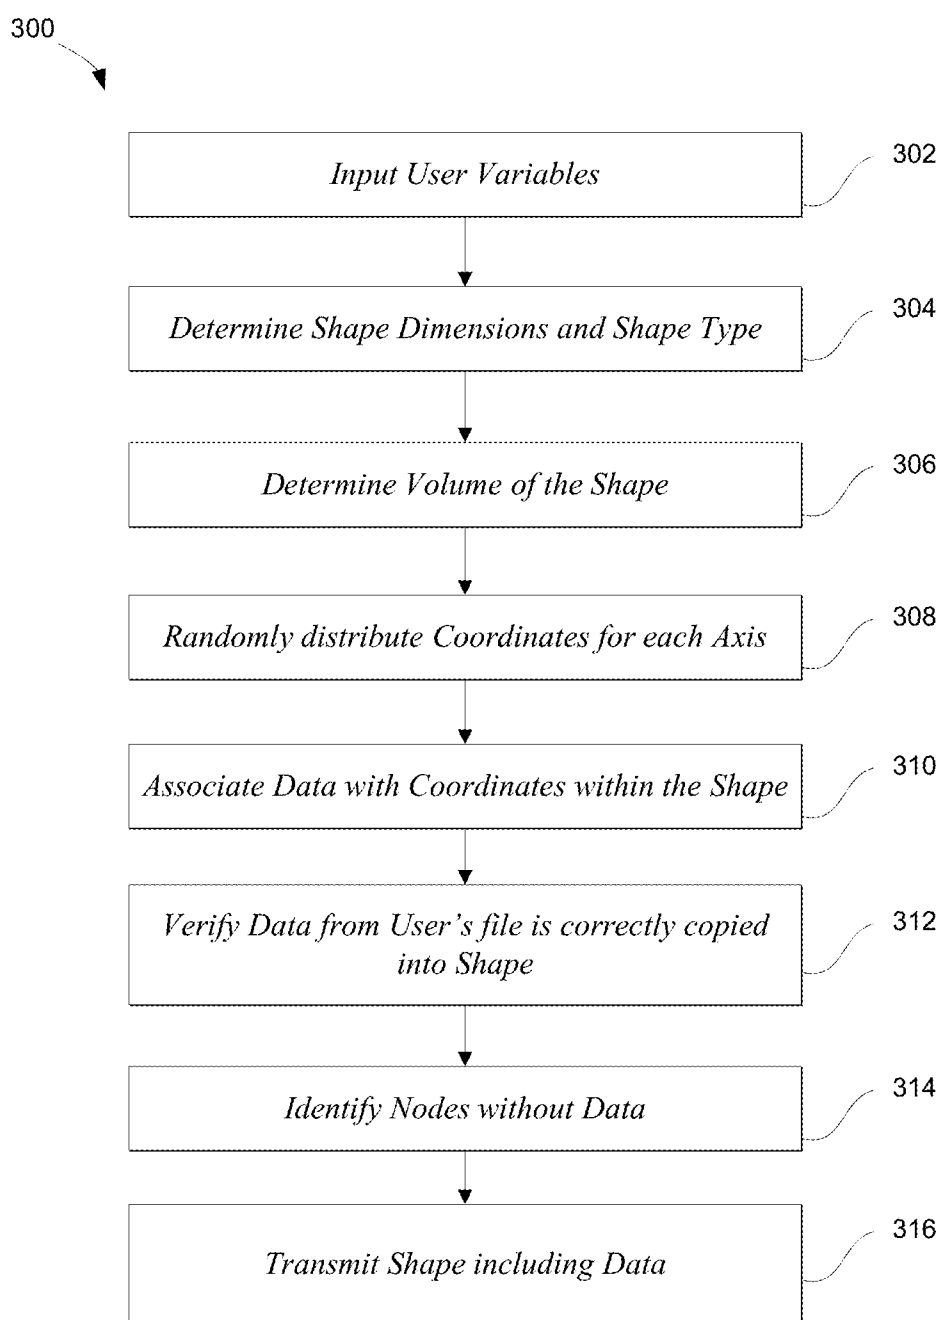 300
Input User Variables
302
Determine Shape Dimensions and Shape Type
304
Determine Volume of the Shape
306
Randomly distribute Coordinates for each Axis
308
Associate Data with Coordinates within the Shape
310
Verify Data from User's file is correctly copied
into Shape
312
Identify Nodes without Data
314
Transmit Shape including Data
316